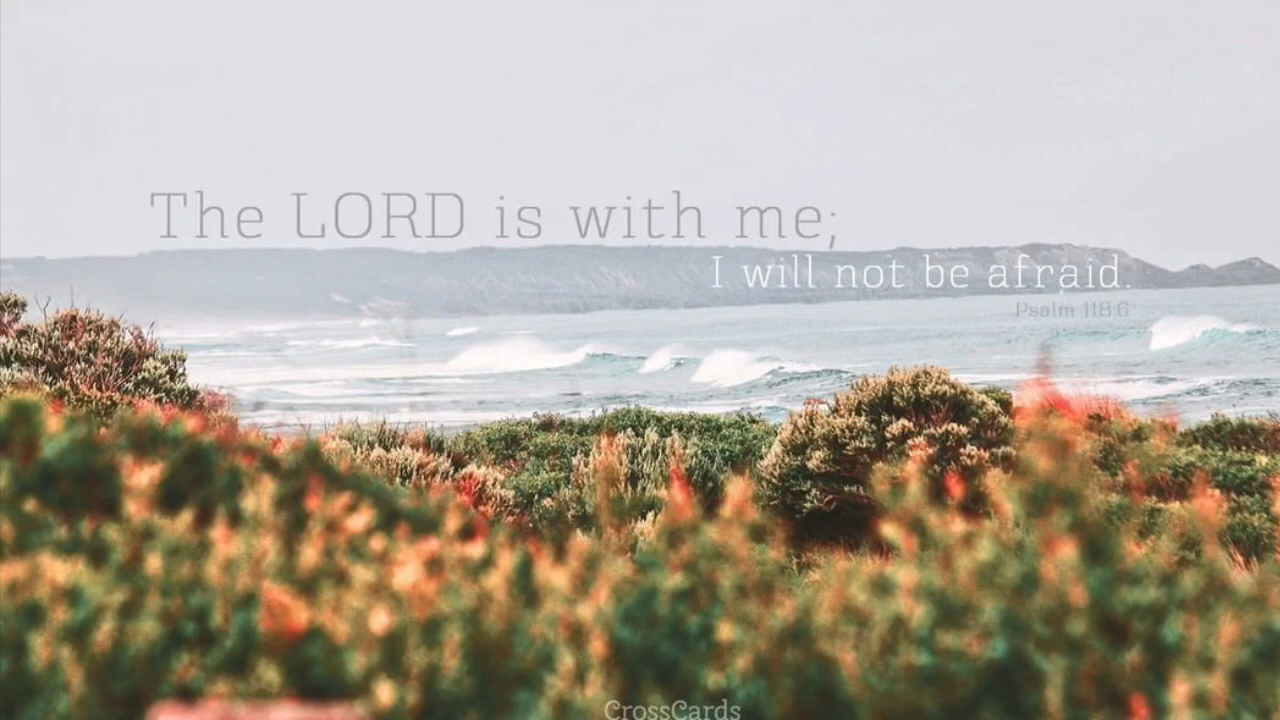 The LORD is with me;
I will not be afraid.
Psalm 118:6
CrossCards